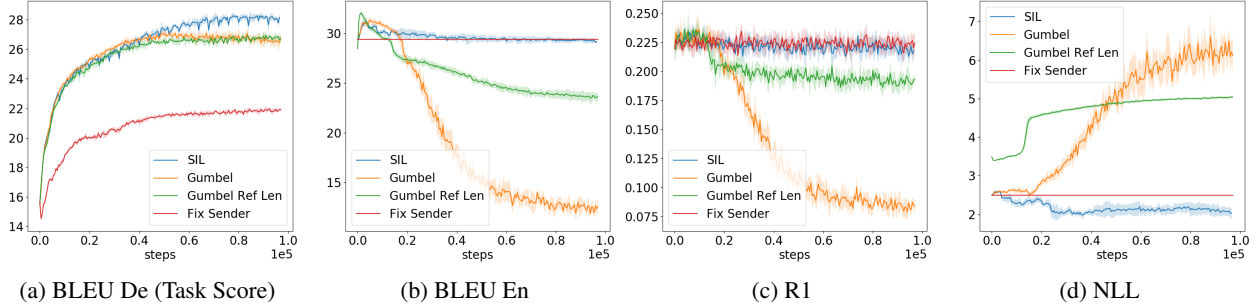 28
26
24
22
20
18
16
14
SIL
Gumbel
Gumbel Ref Len
Fix Sender
0.0 0.2 0.4 0.6 0.8 1.0
steps 1e5
(a) BLEU De (Task Score)
30
25
20
15
SIL
Gumbel
Gumbel Ref Len
Fix Sender
0.0 0.2 0.4 0.6 0.8 1.0
steps 1e5
(b) BLEU En
0.250
0.225
0.200
0.175
0.150
0.125
0.100
0.075
SIL
Gumbel
Gumbel Ref Len
Fix Sender
0.0 0.2 0.4 0.6 0.8 1.0
steps 1e5
(c) R1
7
6
5
4
3
2
SIL
Gumbel
Gumbel Ref Len
Fix Sender
0.0 0.2 0.4 0.6 0.8 1.0
steps 1e5
(d) NLL